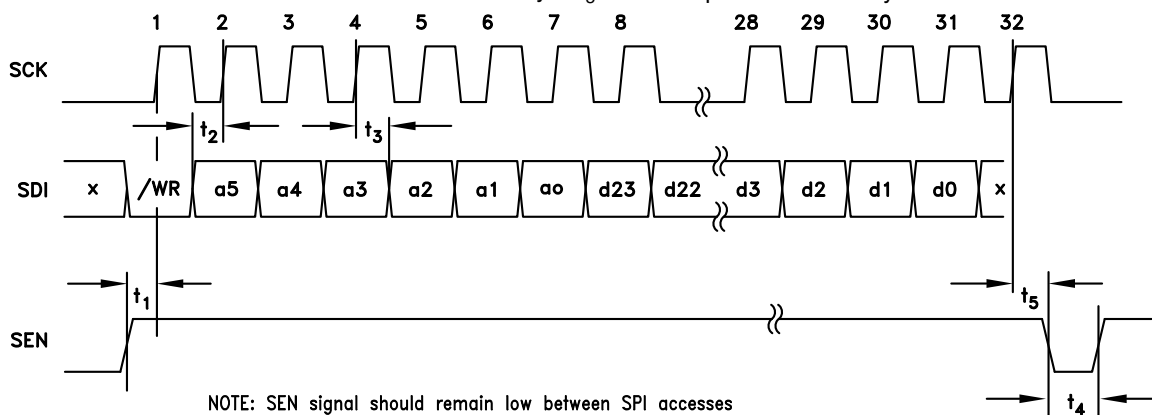 1 2 3 4 5 6 7 8 28 29 30 31 32
SCK
t2 t3
SDI x /WR a5 a4 a3 a2 a1 ao d23 d22 d3 d2 d1 d0 x
t1 t5
SEN
NOTE: SEN signal should remain low between SPI accesses
t4